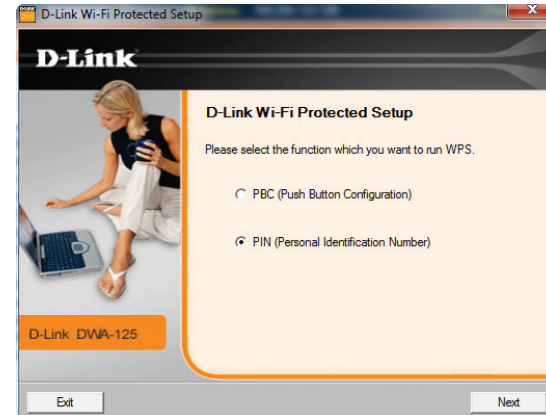 D-Link Wi-Fi Protected Setup
D-Link
D-Link Wi-Fi Protected Setup
Please select the function which you want to run WPS.
PBC (Push Button Configuration)
PIN (Personal Identification Number)
D-Link DWA-125
Exit
Next